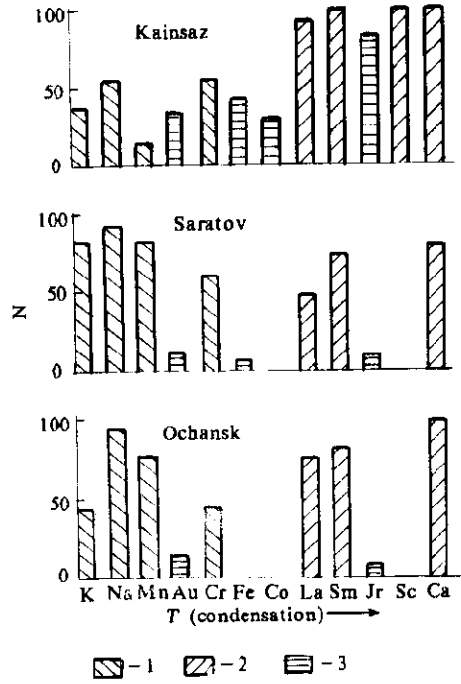 Kainsaz
100
50
0
Saratov
100
50
0
N
Ochansk
100
50
0
K Na Mn Au Cr Fe Co La Sm Jr Sc Ca
T (condensation)
-1 -2 -3